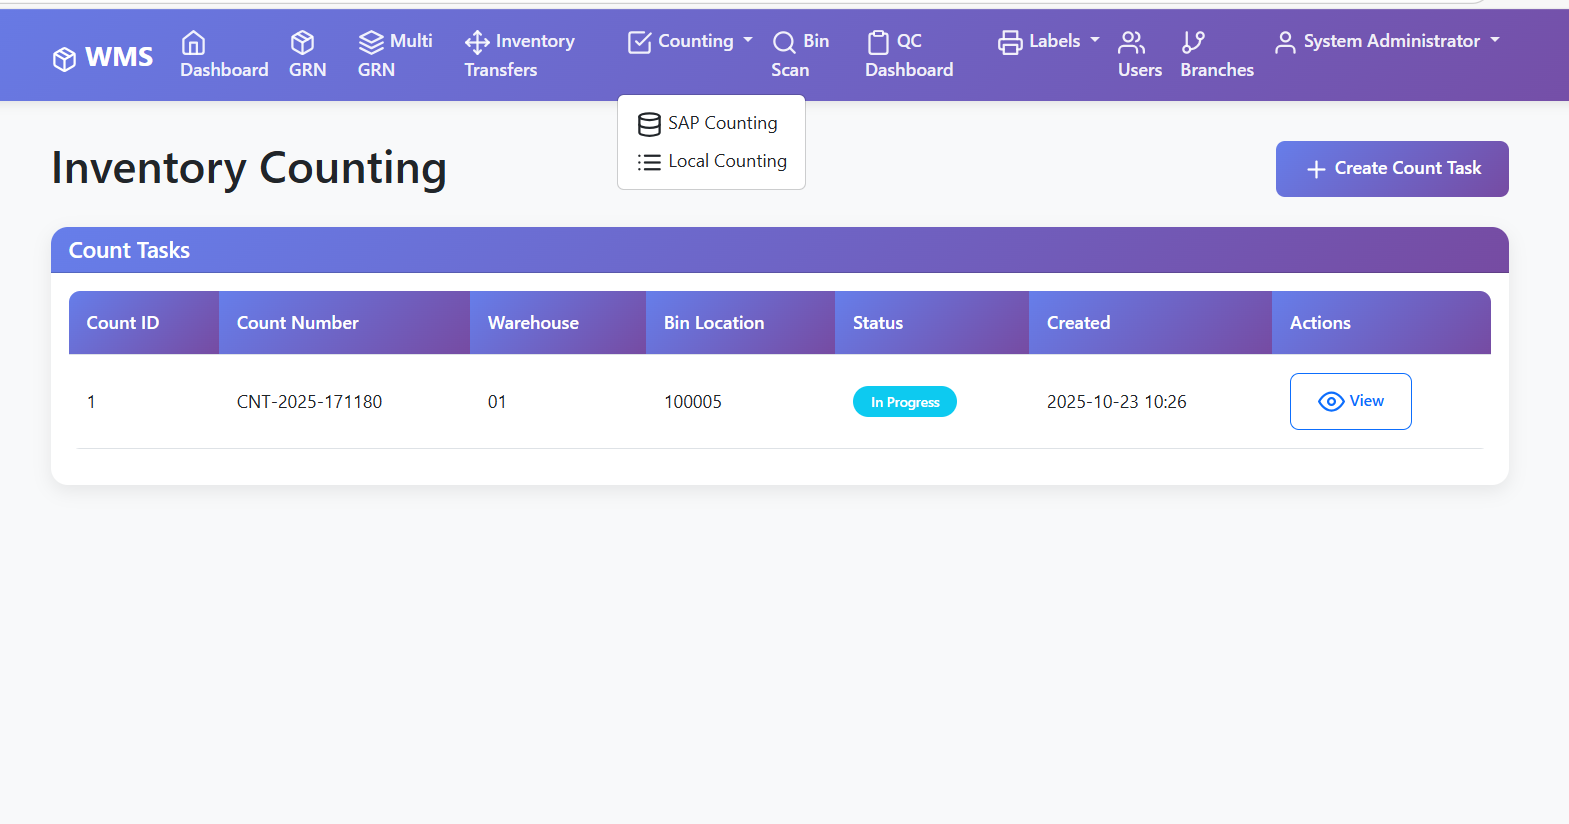 WMS
Dashboard
GRN
Multi
GRN
Inventory
Transfers
Counting
Bin
Scan
QC
Dashboard
Labels
Users
Branches
System Administrator
SAP Counting
Local Counting
Inventory Counting
Create Count Task
Count Tasks
Count ID Count Number Warehouse Bin Location Status Created Actions
1 CNT-2025-171180 01 100005 In Progress 2025-10-23 10:26 View